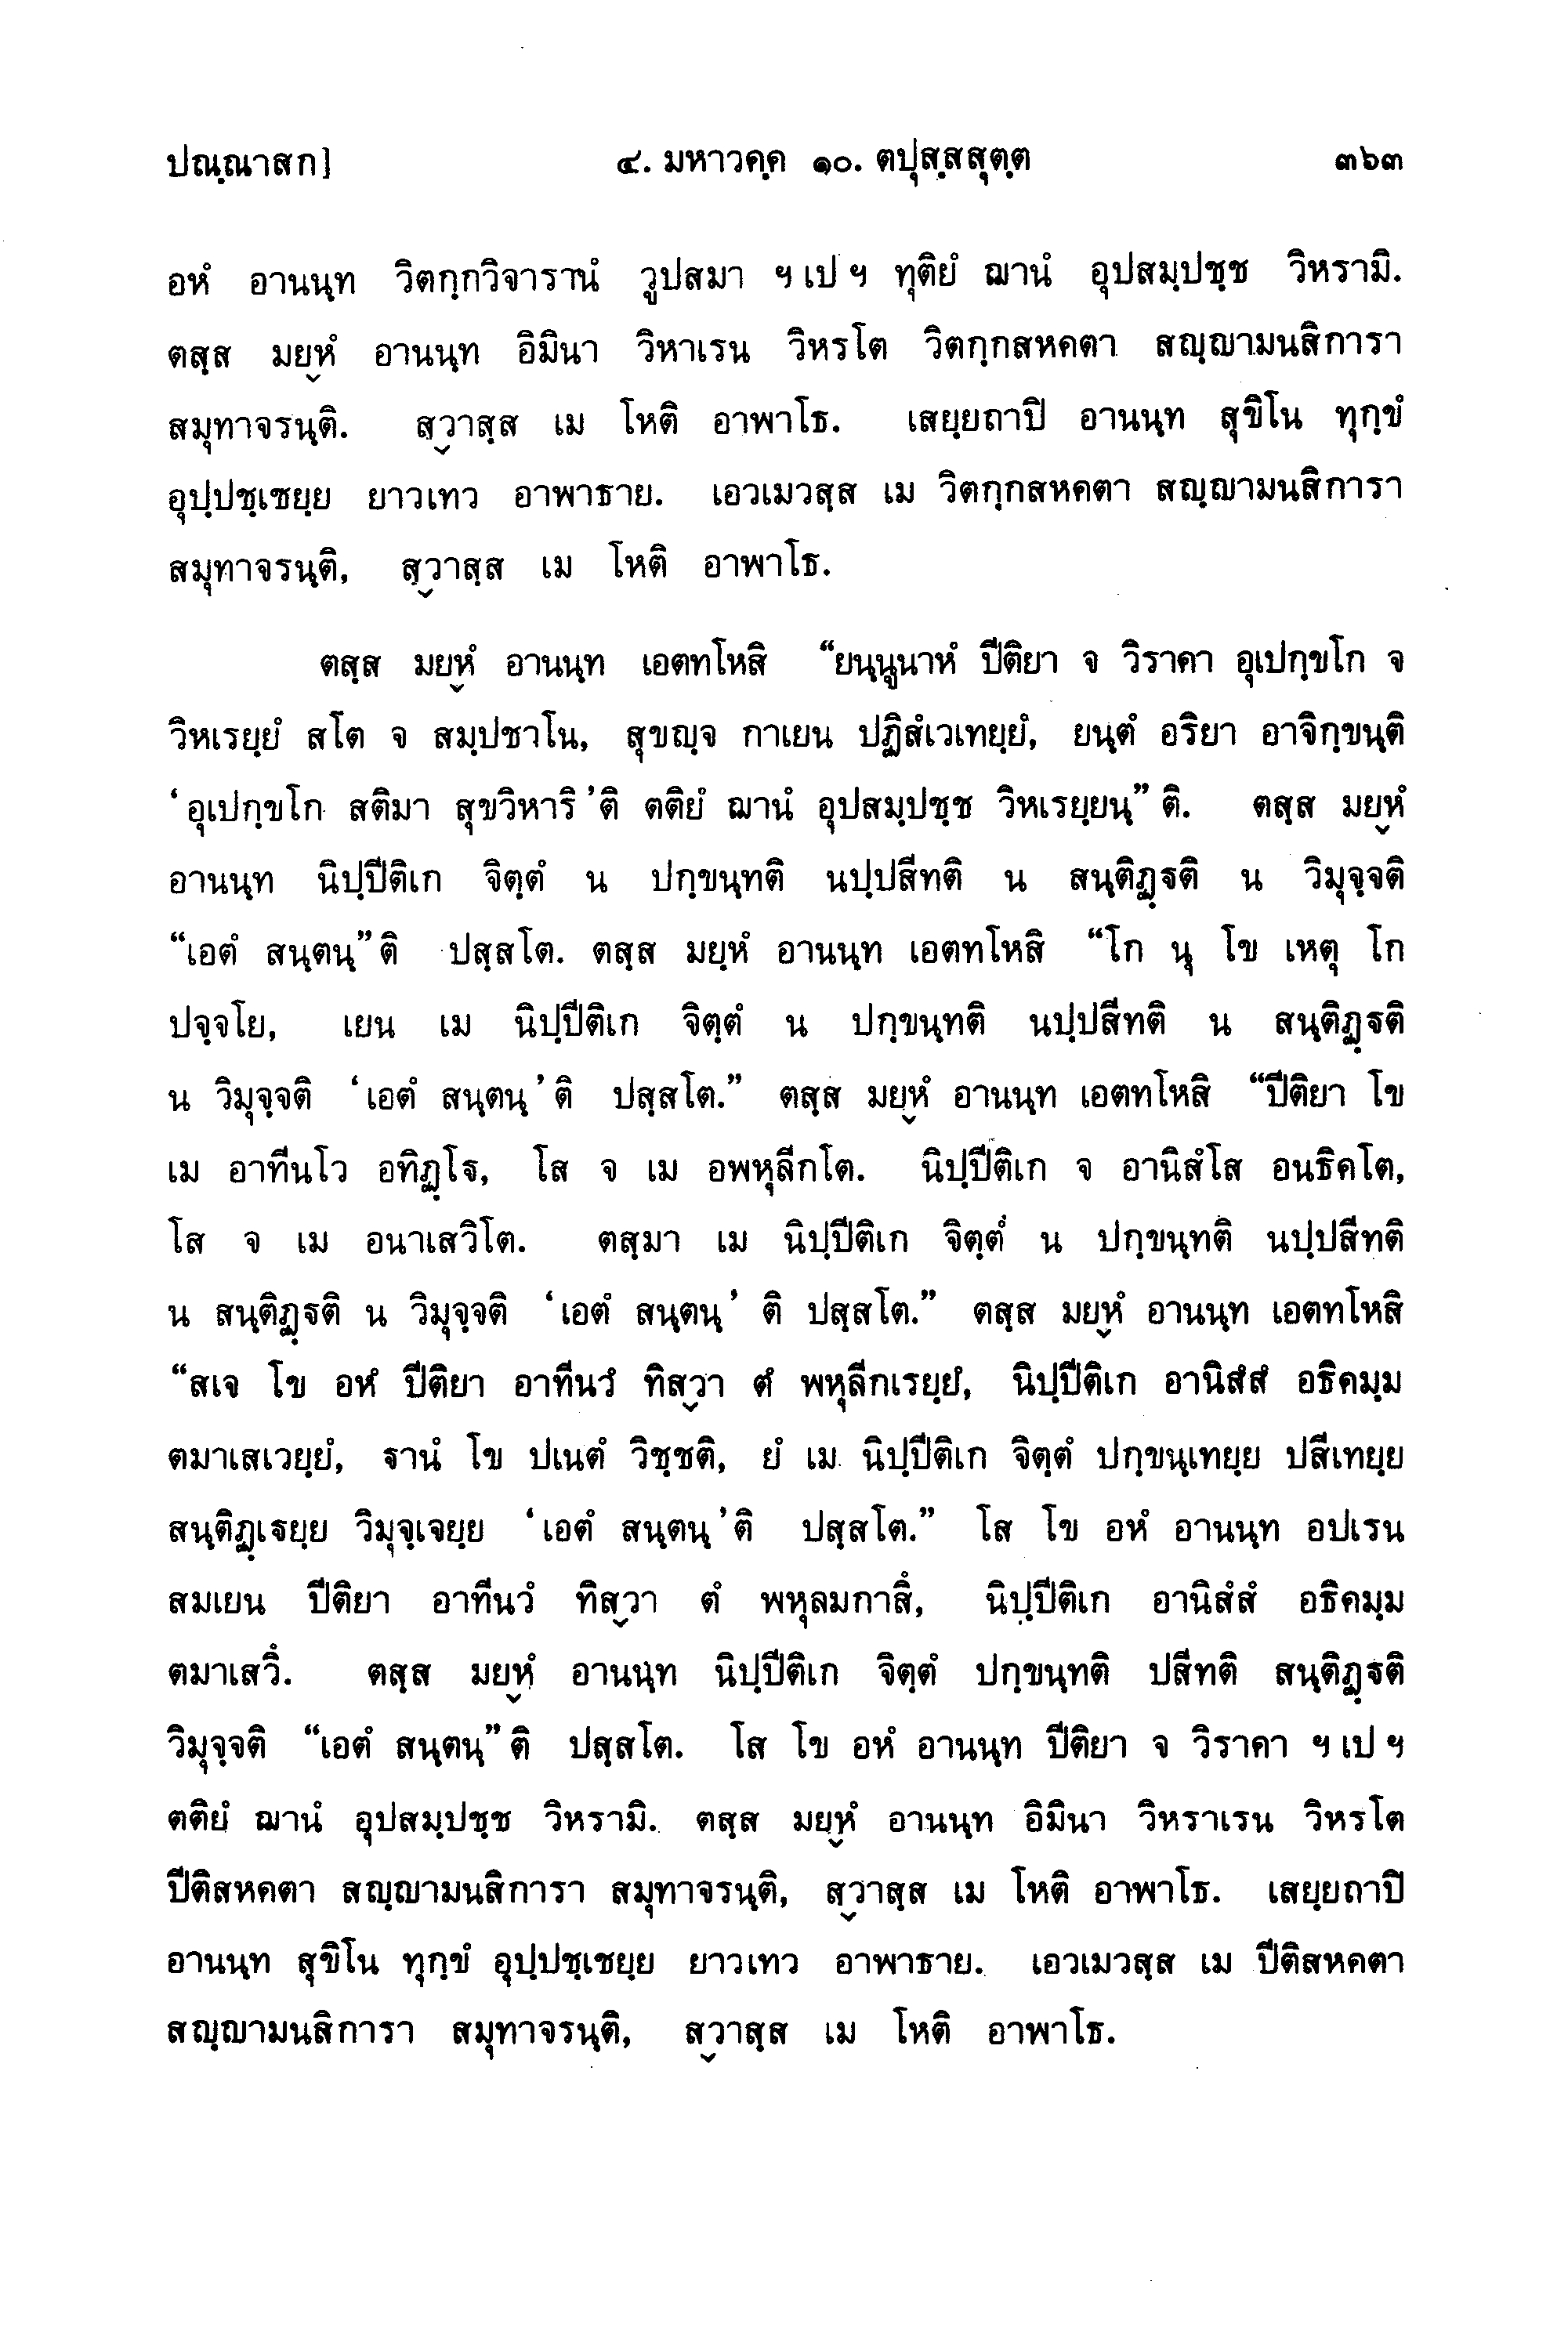 ปณฺณาสก] ๔. มหาวคฺค ๑๐. ตปุสฺสสุตฺต ๓๖๓
อหํ อานนฺท วิตกฺกวิจารานํ วูปสมา ฯ เป ฯ ทุติยํ ฌานํ อุปสมฺปชฺช วิหรามิ.
ตสฺส มยฺหํ อานนฺท อิมินา วิหาเรน วิหรโต วิตกฺกสหคตา สญฺญามนสิการา
สมุทาจรนฺติ. สฺวาสฺส เม โหติ อาพาโธ. เสยฺยถาปิ อานนฺท สุขิโน ทุกฺขํ
อุปฺปชฺเชยฺย ยาวเทว อาพาธาย. เอวเมวสฺส เม วิตกฺกสหคตา สญฺญามนสิการา
สมุทาจรนฺติ, สฺวาสฺส เม โหติ อาพาโธ.
ตสฺส มยฺหํ อานนฺท เอตทโหสิ “ยนฺนูนาหํ ปีติยา จ วิราคา อุเปกฺขโก จ
วิหเรยฺยํ สโต จ สมฺปชาโน, สุขญฺจ กาเยน ปฏิสํเวเทยฺยํ, ยนฺตํ อริยา อาจิกฺขนฺติ
‘อุเปกฺขโก สติมา สุขวิหารี’ติ ตติยํ ฌานํ อุปสมฺปชฺช วิหเรยฺยนฺ”ติ. ตสฺส มยฺหํ
อานนฺท นิปฺปีติเก จิตฺตํ น ปกฺขนฺทติ นปฺปสีทติ น สนฺติฏฺฐติ น วิมุจฺจติ
“เอตํ สนฺตนฺ”ติ ปสฺสโต. ตสฺส มยฺหํ อานนฺท เอตทโหสิ “โก นุ โข เหตุ โก
ปจฺจโย, เยน เม นิปฺปีติเก จิตฺตํ น ปกฺขนฺทติ นปฺปสีทติ น สนฺติฏฺฐติ
น วิมุจฺจติ ‘เอตํ สนฺตนฺ’ติ ปสฺสโต.” ตสฺส มยฺหํ อานนฺท เอตทโหสิ “ปีติยา โข
เม อาทีนโว อทิฏฺโฐ, โส จ เม อพหุลีกโต. นิปฺปีติเก จ อานิสํโส อนธิคโต,
โส จ เม อนาเสวิโต. ตสฺมา เม นิปฺปีติเก จิตฺตํ น ปกฺขนฺทติ นปฺปสีทติ
น สนฺติฏฺฐติ น วิมุจฺจติ ‘เอตํ สนฺตนฺ’ ติ ปสฺสโต.” ตสฺส มยฺหํ อานนฺท เอตทโหสิ
“สเจ โข อหํ ปีติยา อาทีนวํ ทิสฺวา ตํ พหุลีกเรยฺยํ, นิปฺปีติเก อานิสํสํ อธิคมฺม
ตมาเสเวยฺยํ, ฐานํ โข ปเนตํ วิชฺชติ, ยํ เม นิปฺปีติเก จิตฺตํ ปกฺขนฺเทยฺย ปสีเทยฺย
สนฺติฏฺเฐยฺย วิมุจฺเจยฺย ‘เอตํ สนฺตนฺ’ติ ปสฺสโต.” โส โข อหํ อานนฺท อปเรน
สมเยน ปีติยา อาทีนวํ ทิสฺวา ตํ พหุลมกาสึ, นิปฺปีติเก อานิสํสํ อธิคมฺม
ตมาเสวึ. ตสฺส มยฺหํ อานนฺท นิปฺปีติเก จิตฺตํ ปกฺขนฺทติ ปสีทติ สนฺติฏฺฐติ
วิมุจฺจติ “เอตํ สนฺตนฺ”ติ ปสฺสโต. โส โข อหํ อานนฺท ปีติยา จ วิราคา ฯ เป ฯ
ตติยํ ฌานํ อุปสมฺปชฺช วิหรามิ. ตสฺส มยฺหํ อานนฺท อิมินา วิหราเรน วิหรโต
ปีติสหคตา สญฺญามนสิการา สมุทาจรนฺติ, สฺวาสฺส เม โหติ อาพาโธ. เสยฺยถาปิ
อานนฺท สุขิโน ทุกฺขํ อุปฺปชฺเชยฺย ยาวเทว อาพาธาย. เอวเมวสฺส เม ปีติสหคตา
สญฺญามนสิการา สมุทาจรนฺติ, สฺวาสฺส เม โหติ อาพาโธ.